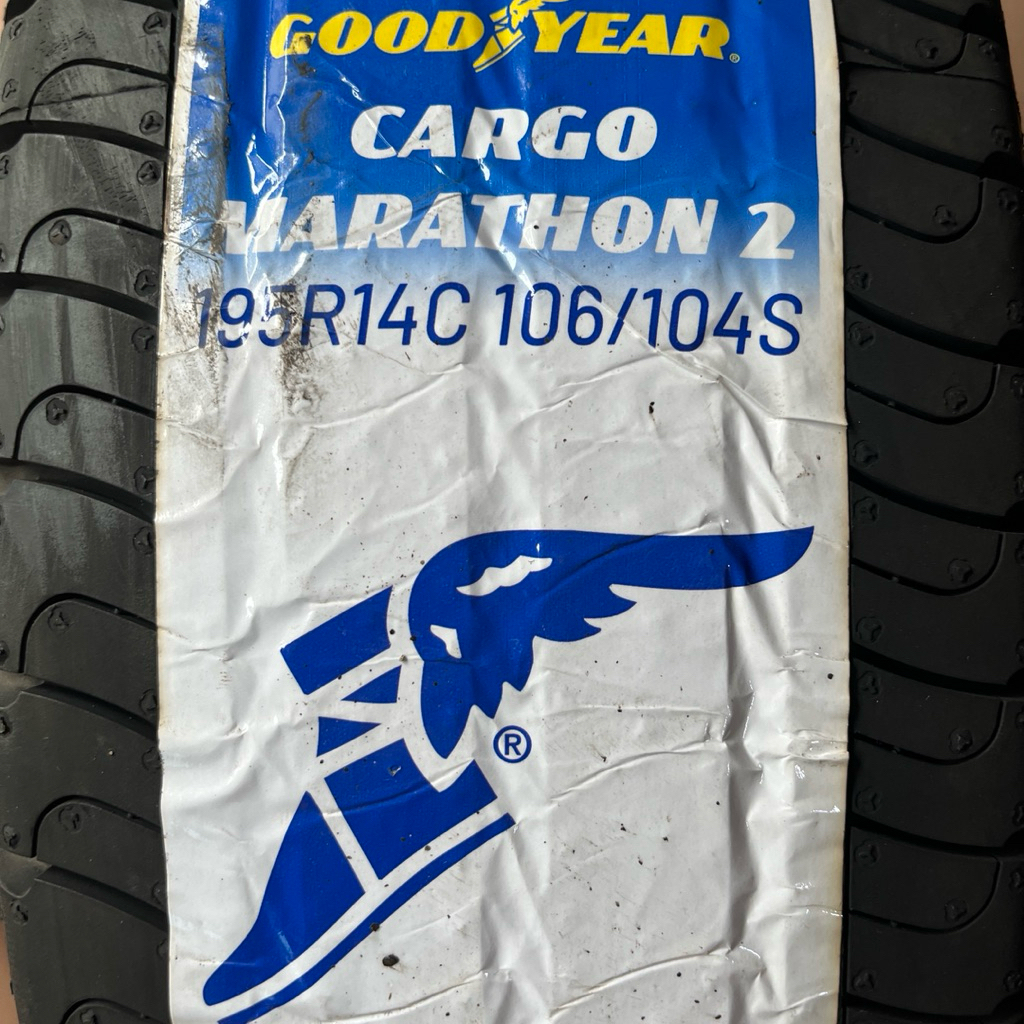 GOODYEAR®
CARGO
MARATHON 2
195R14C 106/104S
®